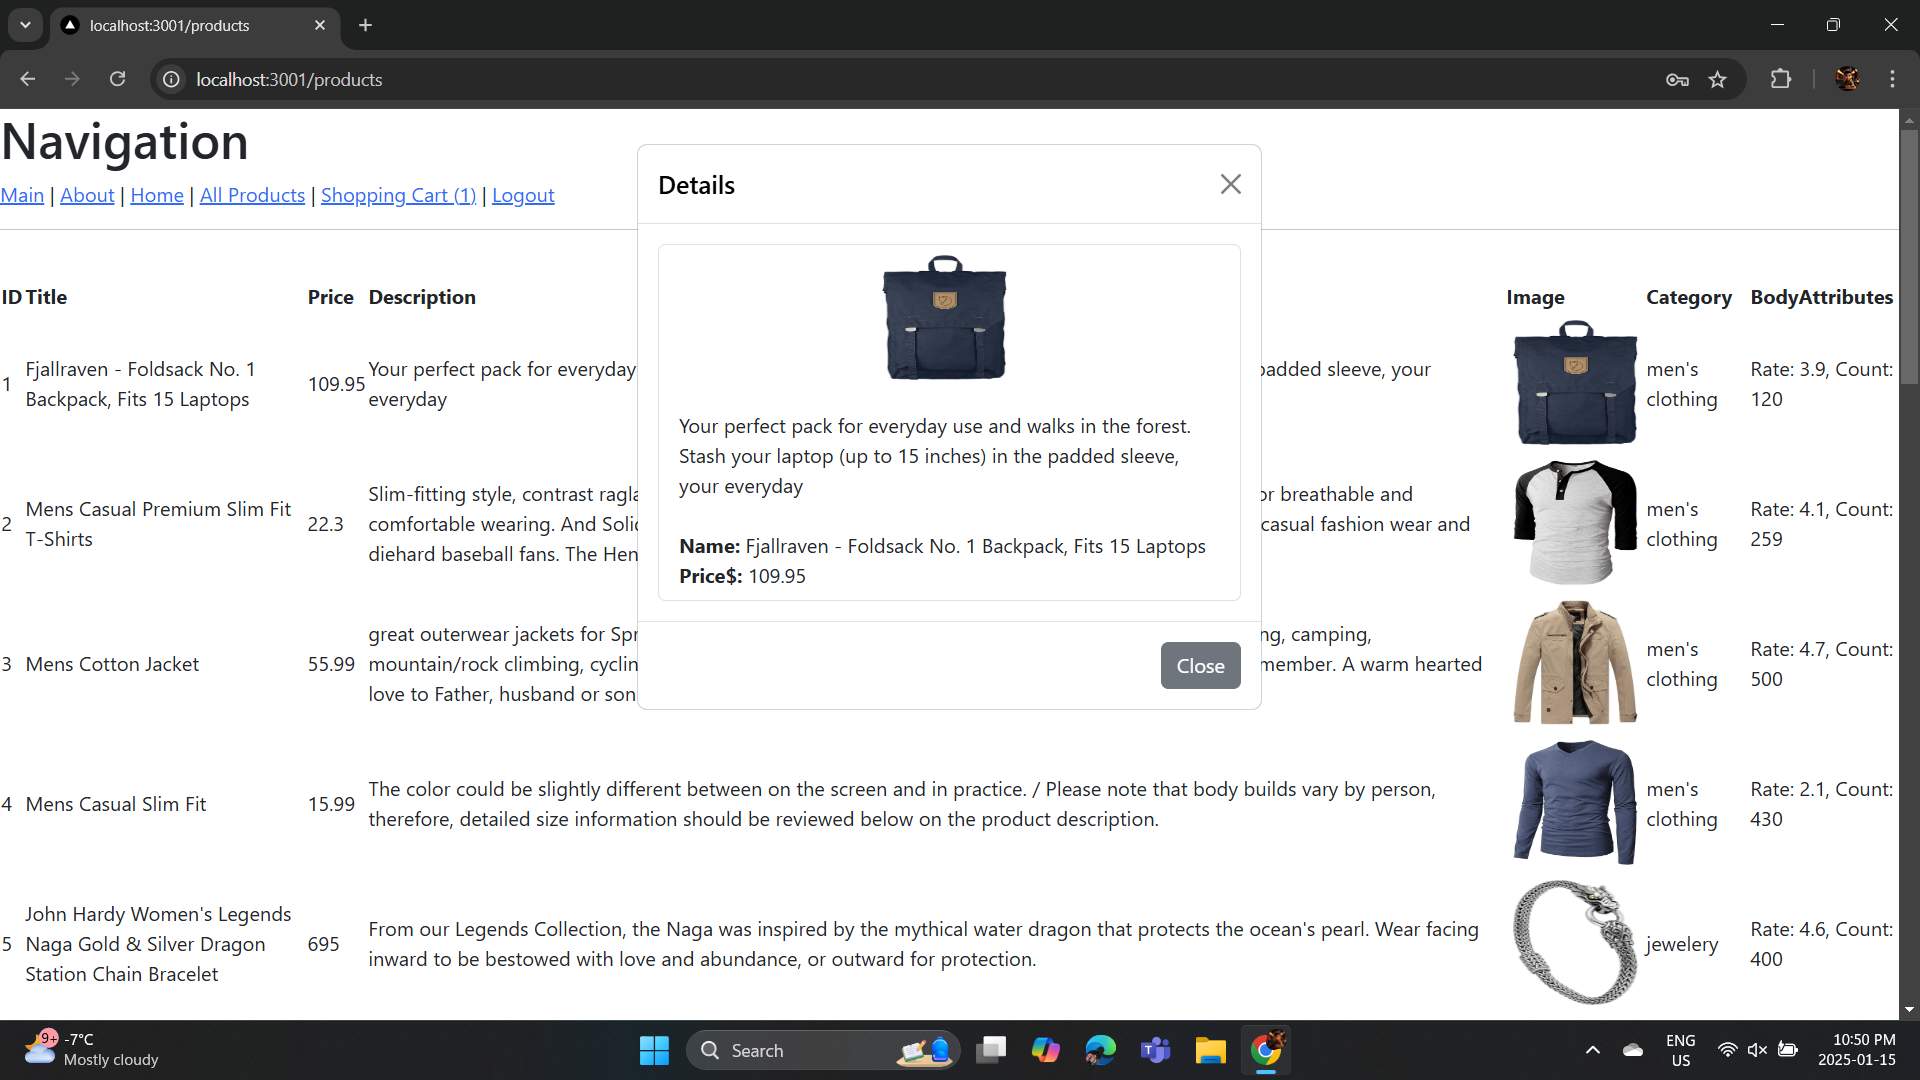 localhost:3001/products
localhost:3001/products
Navigation
Main | About | Home | All Products | Shopping Cart (1) | Logout
Details
Your perfect pack for everyday use and walks in the forest.
Stash your laptop (up to 15 inches) in the padded sleeve,
your everyday
Name: Fjallraven - Foldsack No. 1 Backpack, Fits 15 Laptops
Price$: 109.95
Close
ID Title Price Description Image Category BodyAttributes
1
Fjallraven - Foldsack No. 1
Backpack, Fits 15 Laptops
109.95
Your perfect pack for everyday
padded sleeve, your
everyday
men's
clothing
Rate: 3.9, Count:
120
2
Mens Casual Premium Slim Fit
T-Shirts
22.3
Slim-fitting style, contrast ragla
or breathable and
comfortable wearing. And Solid
casual fashion wear and
diehard baseball fans. The Hen
men's
clothing
Rate: 4.1, Count:
259
3
Mens Cotton Jacket
55.99
great outerwear jackets for Spr
ng, camping,
mountain/rock climbing, cyclin
member. A warm hearted
love to Father, husband or son
men's
clothing
Rate: 4.7, Count:
500
4
Mens Casual Slim Fit
15.99
The color could be slightly different between on the screen and in practice. / Please note that body builds vary by person,
therefore, detailed size information should be reviewed below on the product description.
men's
clothing
Rate: 2.1, Count:
430
5
John Hardy Women's Legends
Naga Gold & Silver Dragon
Station Chain Bracelet
695
From our Legends Collection, the Naga was inspired by the mythical water dragon that protects the ocean's pearl. Wear facing
inward to be bestowed with love and abundance, or outward for protection.
jewelery
Rate: 4.6, Count:
400
9+
-7°C
Mostly cloudy
Search
ENG
US
10:50 PM
2025-01-15